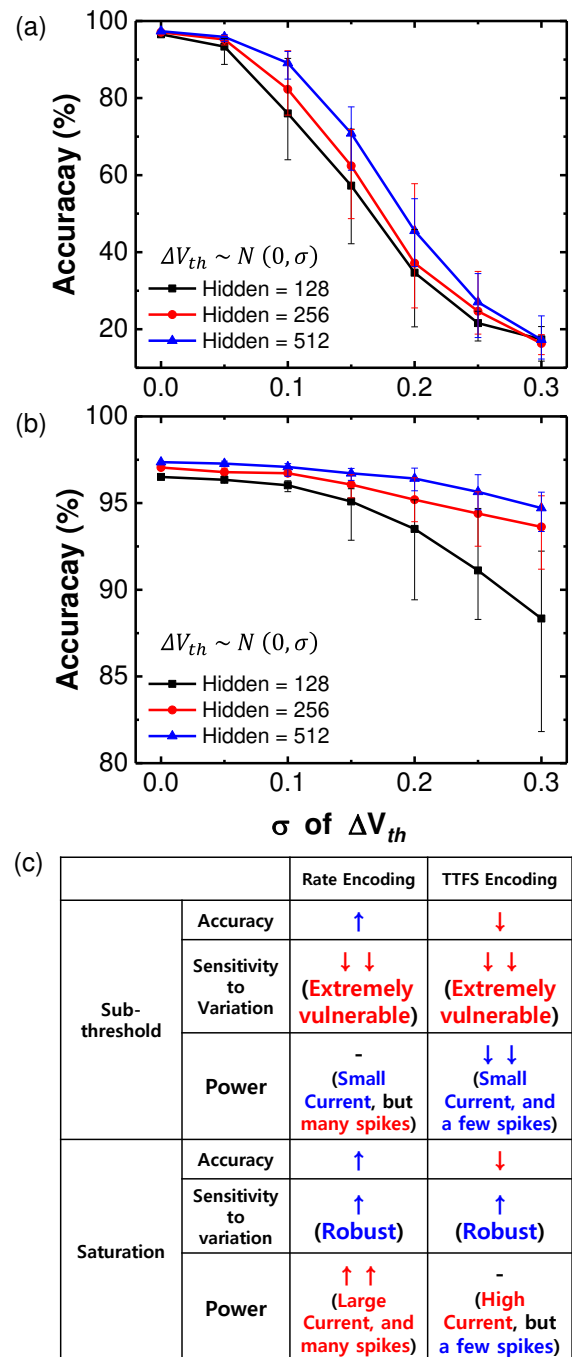 (a)
100
80
60
40
20
Accuracay (%)
ΔVth ~ N (0, σ)
Hidden = 128
Hidden = 256
Hidden = 512
0.0 0.1 0.2 0.3
(b)
100
95
90
85
80
Accuracay (%)
ΔVth ~ N (0, σ)
Hidden = 128
Hidden = 256
Hidden = 512
0.0 0.1 0.2 0.3
σ of ΔVth
(c)
Rate Encoding TTFS Encoding
Sub-
threshold
Accuracy ↑ ↓
Sensitivity
to
Variation
↓ ↓
(Extremely
vulnerable)
↓ ↓
(Extremely
vulnerable)
Power
-
(Small
Current, but
many spikes)
↓ ↓
(Small
Current, and
a few spikes)
Saturation
Accuracy ↑ ↓
Sensitivity
to
variation
↑
(Robust)
↑
(Robust)
Power
↑ ↑
(Large
Current, and
many spikes)
-
(High
Current, but
a few spikes)